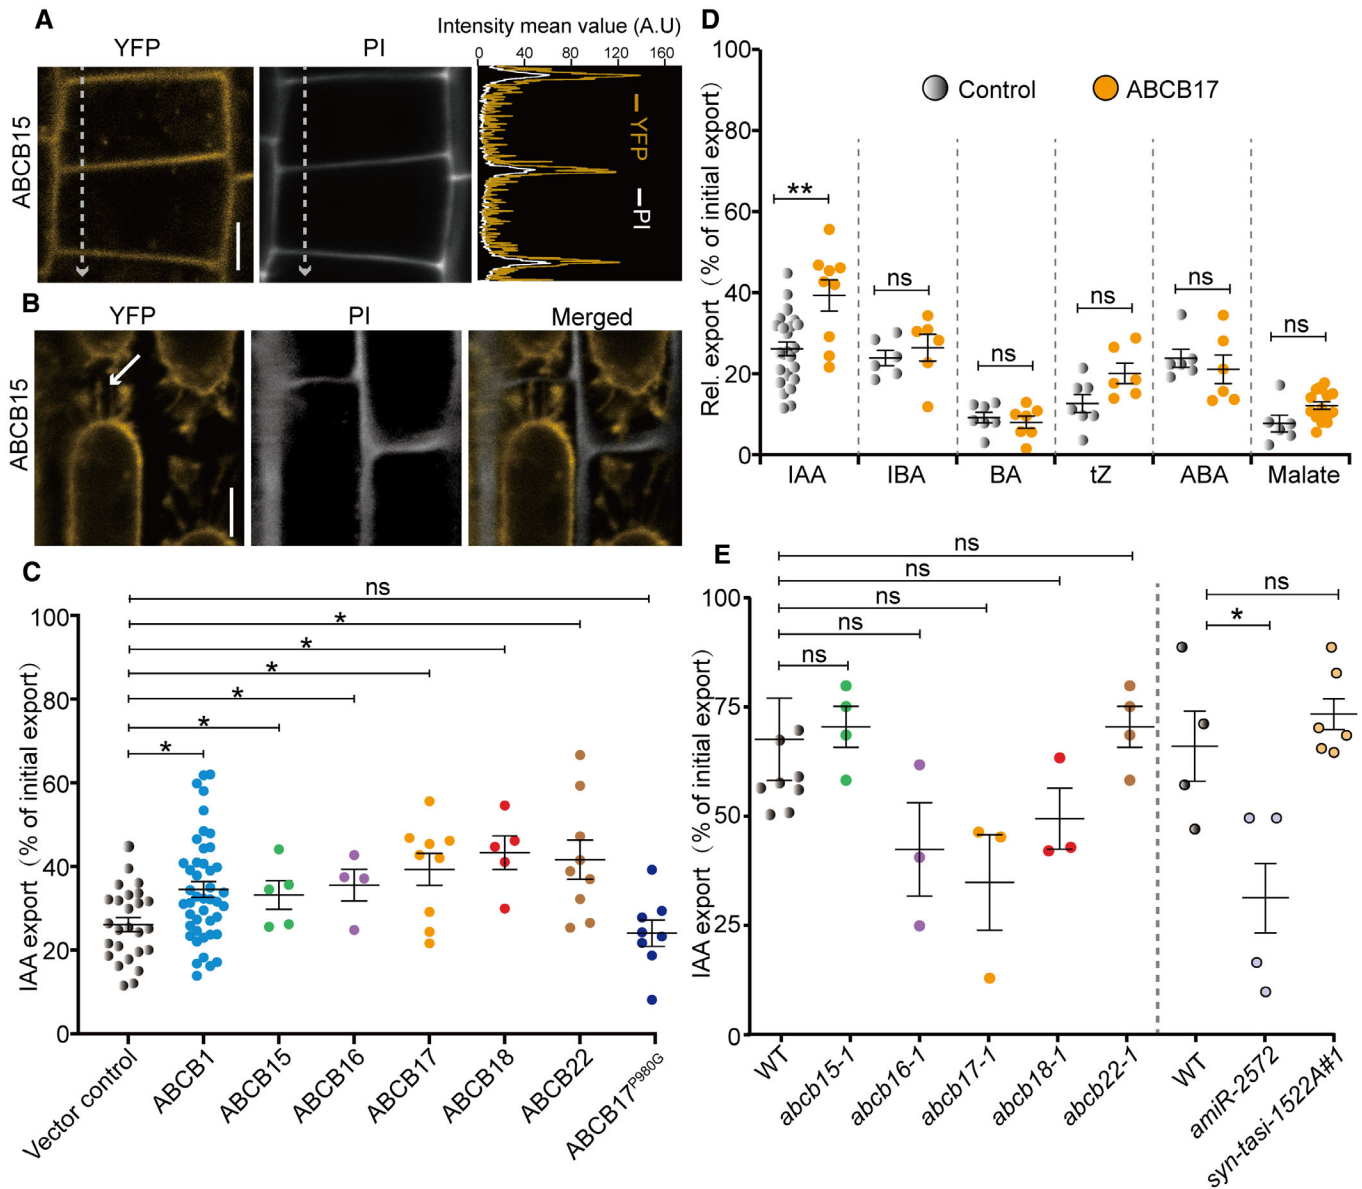 A
YFP
PI
Intensity mean value (A.U)
0 40 80 120 160
ABCB15
YFP
PI
B
YFP
PI
Merged
ABCB15
C
ns
*
*
*
*
*
*
IAA export (% of initial export)
100
80
60
40
20
0
Vector control
ABCB1
ABCB15
ABCB16
ABCB17
ABCB18
ABCB22
ABCB17P980G
D
Control
ABCB17
Rel. export (% of initial export)
100
80
60
40
20
0
**
ns
ns
ns
ns
ns
IAA IBA BA tZ ABA Malate
E
ns
ns
ns
ns
ns
ns
*
IAA export (% of initial export)
100
75
50
25
0
WT
abcb15-1
abcb16-1
abcb17-1
abcb18-1
abcb22-1
WT
amiR-2572
syn-tasi-1522A#1